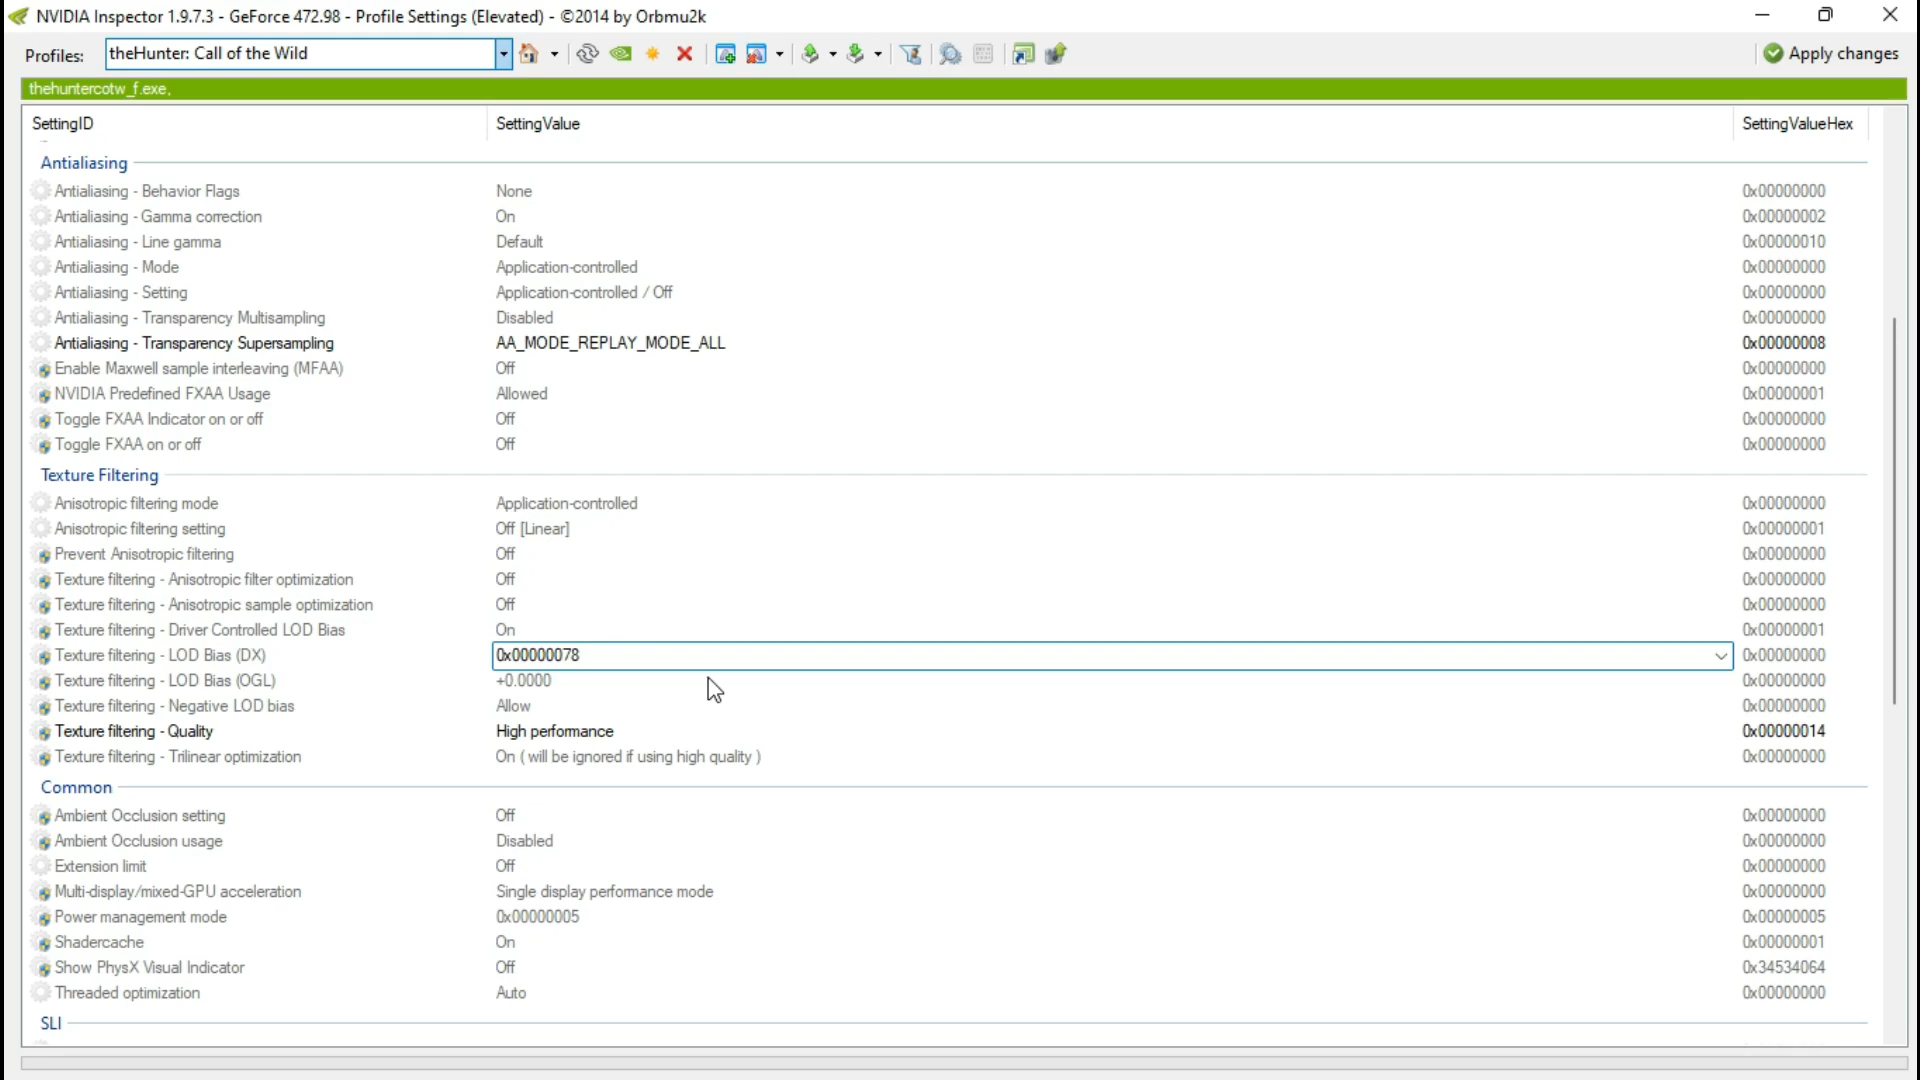 NVIDIA Inspector 1.9.7.3 - GeForce 472.98 - Profile Settings (Elevated) - ©2014 by Orbmu2k
Profiles: theHunter: Call of the Wild Apply changes
thehuntercotw_f.exe,
SettingID SettingValue SettingValueHex
Antialiasing
Antialiasing - Behavior Flags None 0x00000000
Antialiasing - Gamma correction On 0x00000002
Antialiasing - Line gamma Default 0x00000010
Antialiasing - Mode Application-controlled 0x00000000
Antialiasing - Setting Application-controlled / Off 0x00000000
Antialiasing - Transparency Multisampling Disabled 0x00000000
Antialiasing - Transparency Supersampling AA_MODE_REPLAY_MODE_ALL 0x00000008
Enable Maxwell sample interleaving (MFAA) Off 0x00000000
NVIDIA Predefined FXAA Usage Allowed 0x00000001
Toggle FXAA Indicator on or off Off 0x00000000
Toggle FXAA on or off Off 0x00000000
Texture Filtering
Anisotropic filtering mode Application-controlled 0x00000000
Anisotropic filtering setting Off [Linear] 0x00000001
Prevent Anisotropic filtering Off 0x00000000
Texture filtering - Anisotropic filter optimization Off 0x00000000
Texture filtering - Anisotropic sample optimization Off 0x00000000
Texture filtering - Driver Controlled LOD Bias On 0x00000001
Texture filtering - LOD Bias (DX) 0x00000078 0x00000000
Texture filtering - LOD Bias (OGL) +0.0000 0x00000000
Texture filtering - Negative LOD bias Allow 0x00000000
Texture filtering - Quality High performance 0x00000014
Texture filtering - Trilinear optimization On ( will be ignored if using high quality ) 0x00000000
Common
Ambient Occlusion setting Off 0x00000000
Ambient Occlusion usage Disabled 0x00000000
Extension limit Off 0x00000000
Multi-display/mixed-GPU acceleration Single display performance mode 0x00000000
Power management mode 0x00000005 0x00000005
Shadercache On 0x00000001
Show PhysX Visual Indicator Off 0x34534064
Threaded optimization Auto 0x00000000
SLI